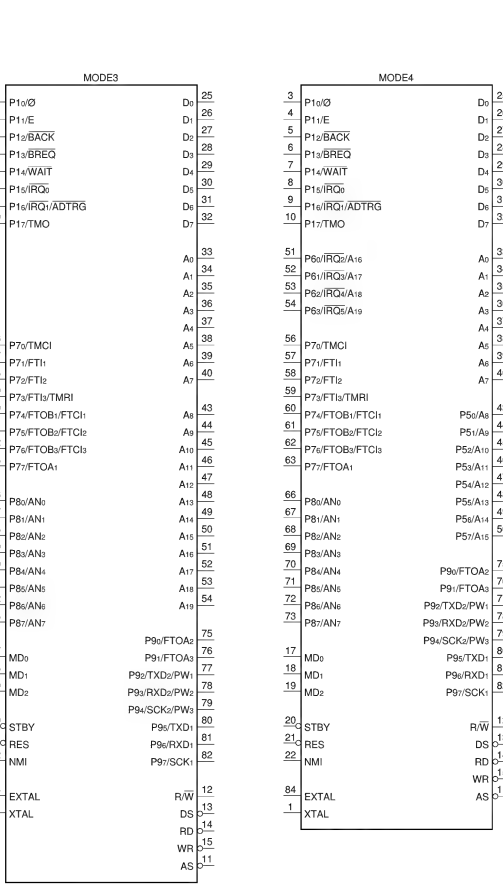 MODE3
P10/Ø D0 25
P11/E D1 26
P12/BACK D2 27
P13/BREQ D3 28
P14/WAIT D4 29
P15/IRQ0 D5 30
P16/IRQ1/ADTRG D6 31
P17/TMO D7 32
A0 33
A1 34
A2 35
A3 36
A4 37
P70/TMCI A5 38
P71/FTI1 A6 39
P72/FTI2 A7 40
P73/FTI3/TMRI
P74/FTOB1/FTCI1 A8 43
P75/FTOB2/FTCI2 A9 44
P76/FTOB3/FTCI3 A10 45
P77/FTOA1 A11 46
A12 47
P80/AN0 A13 48
P81/AN1 A14 49
P82/AN2 A15 50
P83/AN3 A16 51
P84/AN4 A17 52
P85/AN5 A18 53
P86/AN6 A19 54
P87/AN7
P90/FTOA2 75
MD0 P91/FTOA3 76
MD1 P92/TXD2/PW1 77
MD2 P93/RXD2/PW2 78
P94/SCK2/PW3 79
STBY P95/TXD1 80
RES P96/RXD1 81
NMI P97/SCK1 82
EXTAL R/W 12
XTAL DS 13
RD 14
WR 15
AS 11
MODE4
3 P10/Ø D0
4 P11/E D1
5 P12/BACK D2
6 P13/BREQ D3
7 P14/WAIT D4
8 P15/IRQ0 D5
9 P16/IRQ1/ADTRG D6
10 P17/TMO D7
51 P60/IRQ2/A16 A0
52 P61/IRQ3/A17 A1
53 P62/IRQ4/A18 A2
54 P63/IRQ5/A19 A3
A4
56 P70/TMCI A5
57 P71/FTI1 A6
58 P72/FTI2 A7
59 P73/FTI3/TMRI
60 P74/FTOB1/FTCI1 P50/A8
61 P75/FTOB2/FTCI2 P51/A9
62 P76/FTOB3/FTCI3 P52/A10
63 P77/FTOA1 P53/A11
P54/A12
66 P80/AN0 P55/A13
67 P81/AN1 P56/A14
68 P82/AN2 P57/A15
69 P83/AN3
70 P84/AN4 P90/FTOA2
71 P85/AN5 P91/FTOA3
72 P86/AN6 P92/TXD2/PW1
73 P87/AN7 P93/RXD2/PW2
P94/SCK2/PW3
17 MD0 P95/TXD1
18 MD1 P96/RXD1
19 MD2 P97/SCK1
20 STBY R/W
21 RES DS
22 NMI RD
WR
84 EXTAL AS
1 XTAL